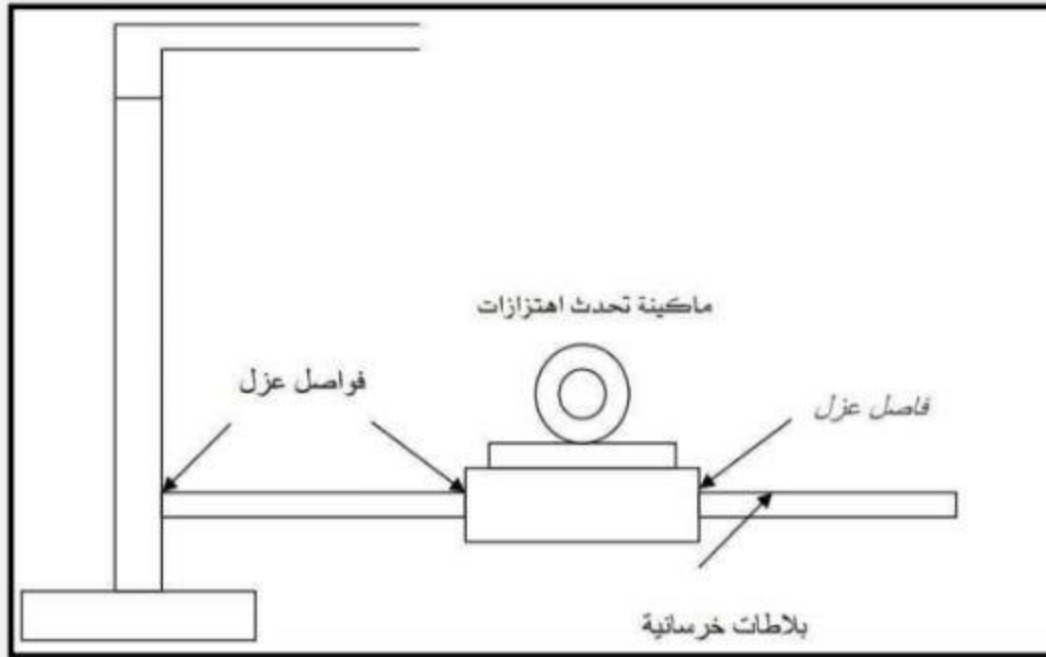 ماكينة تحدث اهتزازات
فواصل عزل
فاصل عزل
بلاطات خرسانية